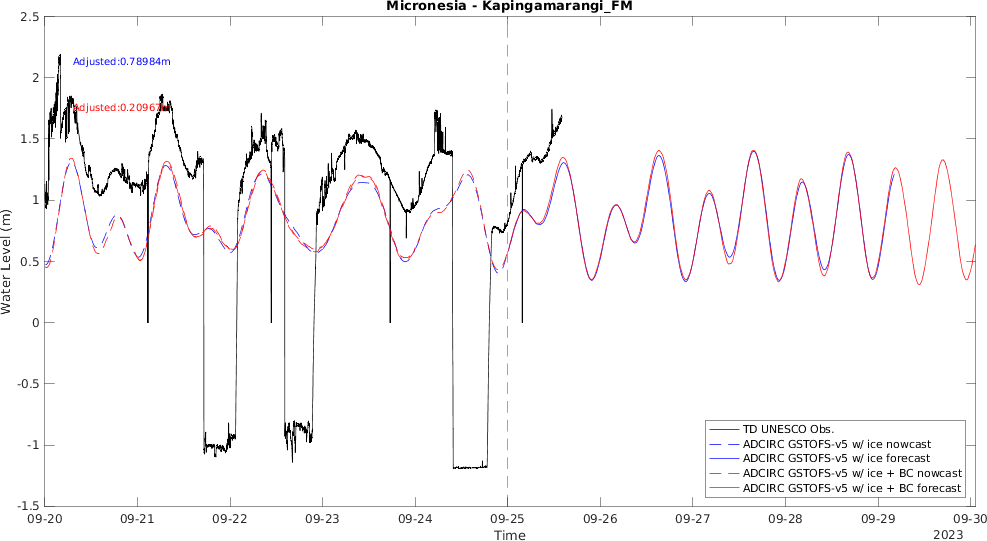 Micronesia - Kapingamarangi_FM
2.5
2
1.5
1
0.5
0
-0.5
-1
-1.5
Water Level (m)
Adjusted:0.78984m
Adjusted:0.20967m
TD UNESCO Obs.
ADCIRC GSTOFS-v5 w/ ice nowcast
ADCIRC GSTOFS-v5 w/ ice forecast
ADCIRC GSTOFS-v5 w/ ice + BC nowcast
ADCIRC GSTOFS-v5 w/ ice + BC forecast
09-20 09-21 09-22 09-23 09-24 09-25 09-26 09-27 09-28 09-29 09-30
Time
2023